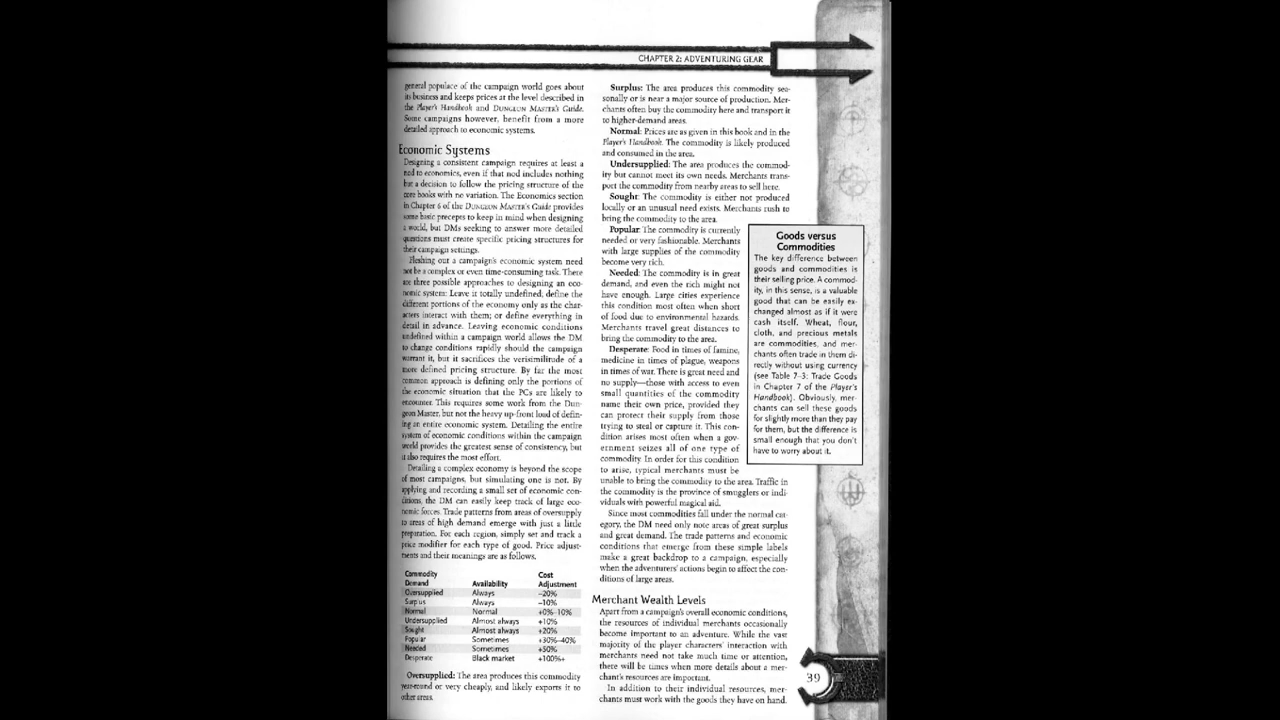 CHAPTER 2: ADVENTURING GEAR
general populace of the campaign world goes about
its business and keeps prices at the level described in
the Player's Handbook and DUNGEON MASTER's Guide.
Some campaigns however, benefit from a more
detailed approach to economic systems.
Economic Systems
Designing a consistent campaign requires at least a
nod to economics, even if that nod includes nothing
but a decision to follow the pricing structure of the
core books with no variation. The Economics section
in Chapter 6 of the DUNGEON MASTER's Guide provides
some basic precepts to keep in mind when designing
a world, but DMs seeking to answer more detailed
questions must create specific pricing structures for
their campaign settings.
Fleshing out a campaign's economic system need
not be a complex or even time-consuming task. There
are three possible approaches to designing an eco-
nomic system: Leave it totally undefined, define the
different portions of the economy only as the char-
acters interact with them; or define everything in
detail in advance. Leaving economic conditions
undefined within a campaign world allows the DM
to change conditions rapidly should the campaign
warrant it, but it sacrifices the verisimilitude of a
more defined pricing structure. By far the most
common approach is defining only the portions of
the economic situation that the PCs are likely to
encounter. This requires some work from the Dun-
geon Master, but not the heavy up-front load of defin-
ing an entire economic system. Detailing the entire
system of economic conditions within the campaign
world provides the greatest sense of consistency, but
it also requires the most effort.
Detailing a complex economy is beyond the scope
of most campaigns, but simulating one is not. By
applying and recording a small set of economic con-
ditions, the DM can easily keep track of large eco-
nomic forces. Trade patterns from areas of oversupply
to areas of high demand emerge with just a little
preparation. For each region, simply set and track a
price modifier for each type of good. Price adjust-
ments and their meanings are as follows.
Commodity Cost
Demand Availability Adjustment
Oversupplied Always –20%
Surplus Always –10%
Normal Normal +0%–10%
Undersupplied Almost always +10%
Sought Almost always +20%
Popular Sometimes +30%–40%
Needed Sometimes +50%
Desperate Black market +100%+
Oversupplied: The area produces this commodity
year-round or very cheaply, and likely exports it to
other areas.
Surplus: The area produces this commodity sea-
sonally or is near a major source of production. Mer-
chants often buy the commodity here and transport it
to higher-demand areas.
Normal: Prices are as given in this book and in the
Player's Handbook. The commodity is likely produced
and consumed in the area.
Undersupplied: The area produces the commod-
ity but cannot meet its own needs. Merchants trans-
port the commodity from nearby areas to sell here.
Sought: The commodity is either not produced
locally or an unusual need exists. Merchants rush to
bring the commodity to the area.
Popular: The commodity is currently
needed or very fashionable. Merchants
with large supplies of the commodity
become very rich.
Needed: The commodity is in great
demand, and even the rich might not
have enough. Large cities experience
this condition most often when short
of food due to environmental hazards.
Merchants travel great distances to
bring the commodity to the area.
Desperate: Food in times of famine,
medicine in times of plague, weapons
in times of war. There is great need and
no supply—those with access to even
small quantities of the commodity
name their own price, provided they
can protect their supply from those
trying to steal or capture it. This con-
dition arises most often when a gov-
ernment seizes all of one type of
commodity. In order for this condition
to arise, typical merchants must be
unable to bring the commodity to the area. Traffic in
the commodity is the province of smugglers or indi-
viduals with powerful magical aid.
Since most commodities fall under the normal cat-
egory, the DM need only note areas of great surplus
and great demand. The trade patterns and economic
conditions that emerge from these simple labels
make a great backdrop to a campaign, especially
when the adventurers' actions begin to affect the con-
ditions of large areas.
Merchant Wealth Levels
Apart from a campaign's overall economic conditions,
the resources of individual merchants occasionally
become important to an adventure. While the vast
majority of the player characters' interaction with
merchants need not take much time or attention,
there will be times when more details about a mer-
chant's resources are important.
In addition to their individual resources, mer-
chants must work with the goods they have on hand.
Goods versus
Commodities
The key difference between
goods and commodities is
their selling price. A commod-
ity, in this sense, is a valuable
good that can be easily ex-
changed almost as if it were
cash itself. Wheat, flour,
cloth, and precious metals
are commodities, and mer-
chants often trade in them di-
rectly without using currency
(see Table 7–3: Trade Goods
in Chapter 7 of the Player's
Handbook). Obviously, mer-
chants can sell these goods
for slightly more than they pay
for them, but the difference is
small enough that you don't
have to worry about it.
39